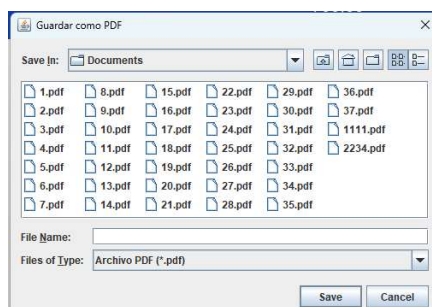 Guardar como PDF
Save In: Documents
1.pdf 8.pdf 15.pdf 22.pdf 29.pdf 36.pdf
2.pdf 9.pdf 16.pdf 23.pdf 30.pdf 37.pdf
3.pdf 10.pdf 17.pdf 24.pdf 31.pdf 1111.pdf
4.pdf 11.pdf 18.pdf 25.pdf 32.pdf 2234.pdf
5.pdf 12.pdf 19.pdf 26.pdf 33.pdf
6.pdf 13.pdf 20.pdf 27.pdf 34.pdf
7.pdf 14.pdf 21.pdf 28.pdf 35.pdf
File Name:
Files of Type: Archivo PDF (*.pdf)
Save Cancel